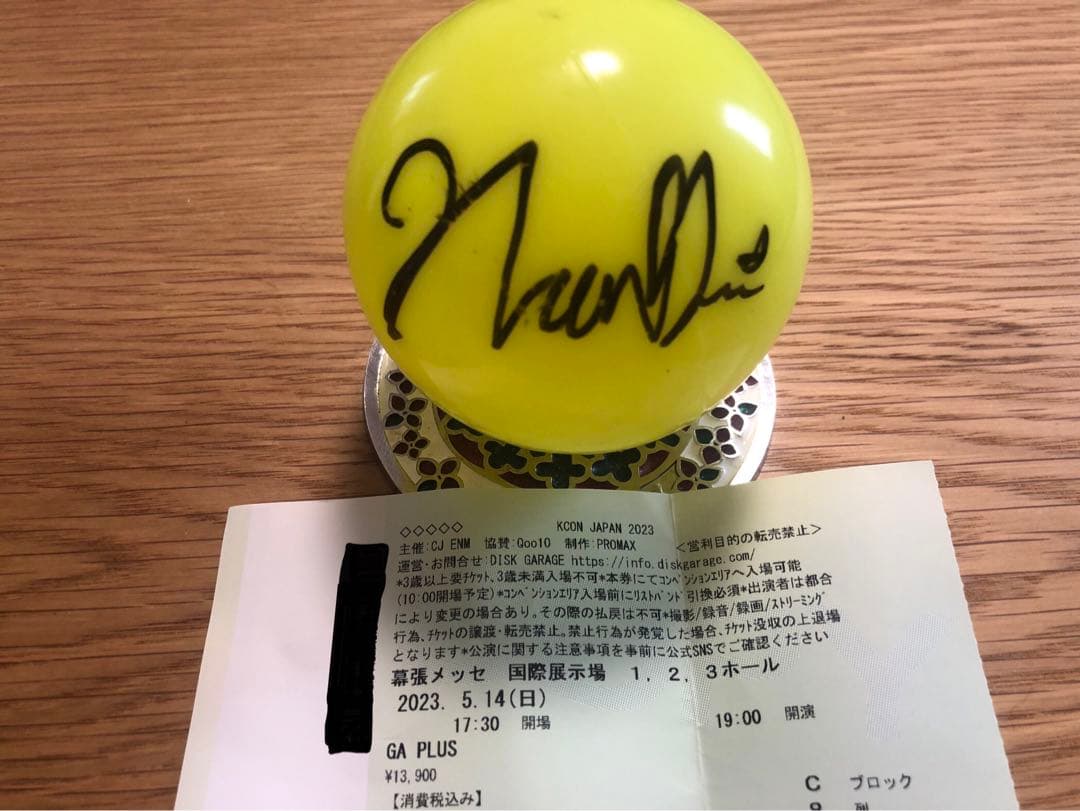 ◇◇◇◇◇ KCON JAPAN 2023
主催:CJ ENM 協賛:Qoo10 制作:PROMAX <営利目的の転売禁止>
運営・お問合せ:DISK GARAGE https://info.diskgarage.com/
*3歳以上要ﾁｹｯﾄ、3歳未満入場不可*本券にてｺﾝﾍﾞﾝｼｮﾝｴﾘｱへ入場可能
(10:00開場予定)*ｺﾝﾍﾞﾝｼｮﾝｴﾘｱ入場前にﾘｽﾄﾊﾞﾝﾄﾞ引換必須*出演者は都合
により変更の場合あり。その際の払戻は不可*撮影/録音/録画/ｽﾄﾘｰﾐﾝｸﾞ
行為、ﾁｹｯﾄの譲渡・転売禁止。禁止行為が発覚した場合、ﾁｹｯﾄ没収の上退場
となります*公演に関する注意事項を事前に公式SNSでご確認ください
幕張メッセ 国際展示場 1, 2, 3ホール
2023. 5.14(日)
17:30 開場 19:00 開演
GA PLUS
¥13,900
C ブロック
【消費税込み】
列